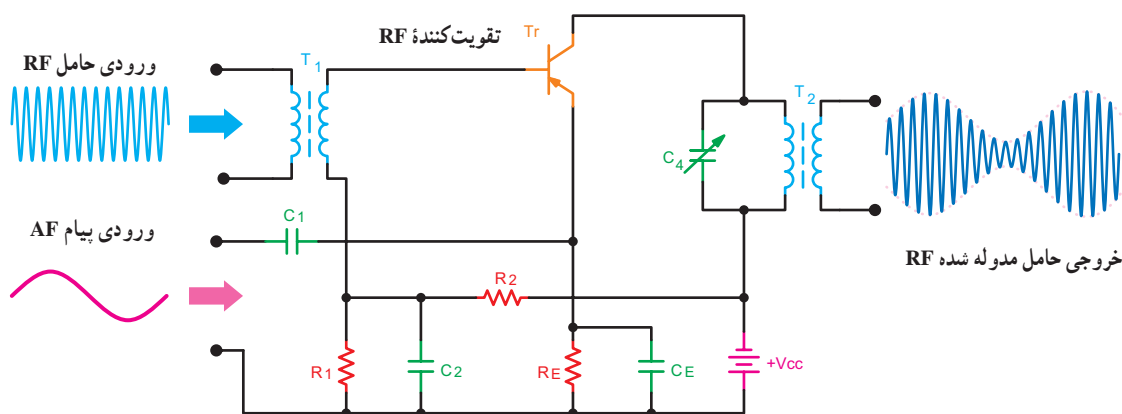 تقویت‌کنندهٔ RF
Tr
ورودی حامل RF
T1
T2
C4
ورودی پیام AF
C1
خروجی حامل مدوله شده RF
R2
R1
C2
RE
CE
+Vcc